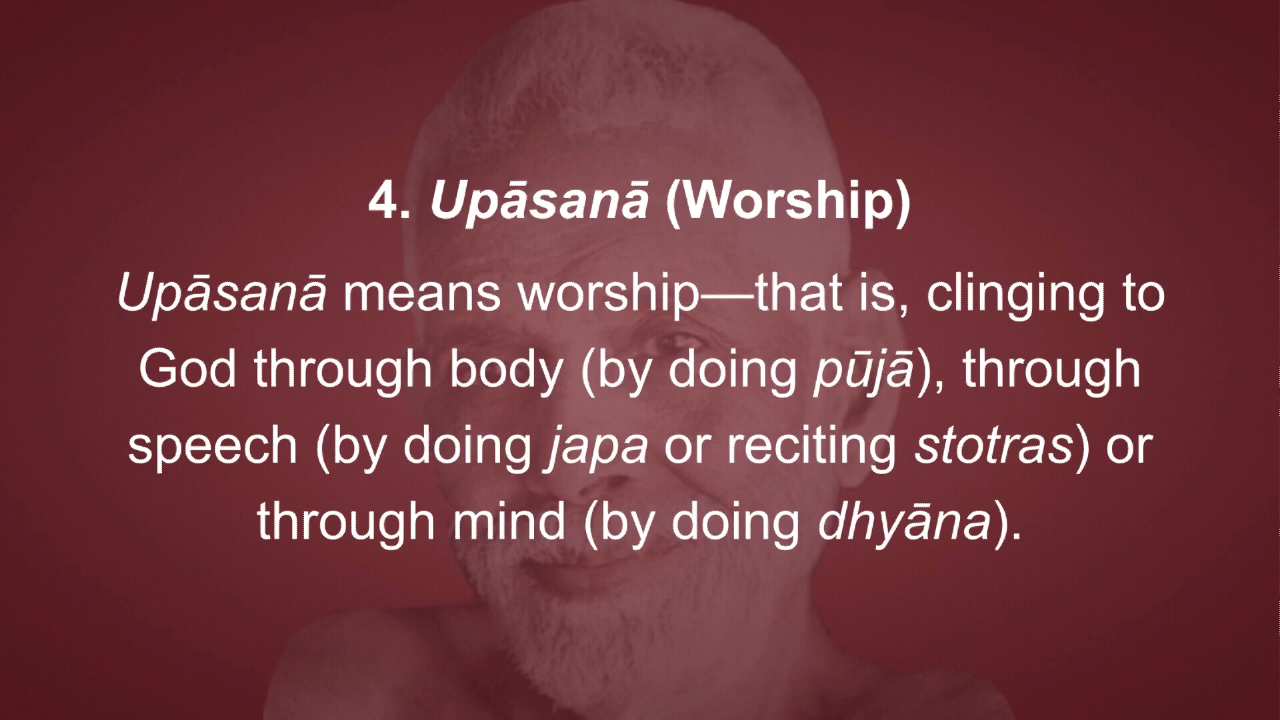 4. Upāsanā (Worship)
Upāsanā means worship—that is, clinging to
God through body (by doing pūjā), through
speech (by doing japa or reciting stotras) or
through mind (by doing dhyāna).